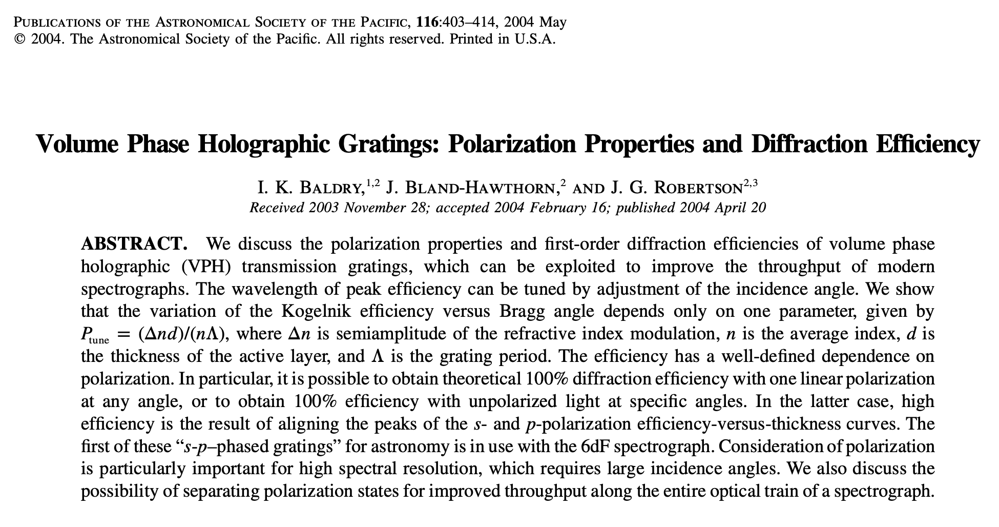 PUBLICATIONS OF THE ASTRONOMICAL SOCIETY OF THE PACIFIC, 116:403–414, 2004 May
© 2004. The Astronomical Society of the Pacific. All rights reserved. Printed in U.S.A.
Volume Phase Holographic Gratings: Polarization Properties and Diffraction Efficiency
I. K. BALDRY,1,2 J. BLAND-HAWTHORN,2 AND J. G. ROBERTSON2,3
Received 2003 November 28; accepted 2004 February 16; published 2004 April 20
ABSTRACT. We discuss the polarization properties and first-order diffraction efficiencies of volume phase
holographic (VPH) transmission gratings, which can be exploited to improve the throughput of modern
spectrographs. The wavelength of peak efficiency can be tuned by adjustment of the incidence angle. We show
that the variation of the Kogelnik efficiency versus Bragg angle depends only on one parameter, given by
Ptune = (Δnd)/(nΛ), where Δn is semiamplitude of the refractive index modulation, n is the average index, d is
the thickness of the active layer, and Λ is the grating period. The efficiency has a well-defined dependence on
polarization. In particular, it is possible to obtain theoretical 100% diffraction efficiency with one linear polarization
at any angle, or to obtain 100% efficiency with unpolarized light at specific angles. In the latter case, high
efficiency is the result of aligning the peaks of the s- and p-polarization efficiency-versus-thickness curves. The
first of these “s-p–phased gratings” for astronomy is in use with the 6dF spectrograph. Consideration of polarization
is particularly important for high spectral resolution, which requires large incidence angles. We also discuss the
possibility of separating polarization states for improved throughput along the entire optical train of a spectrograph.